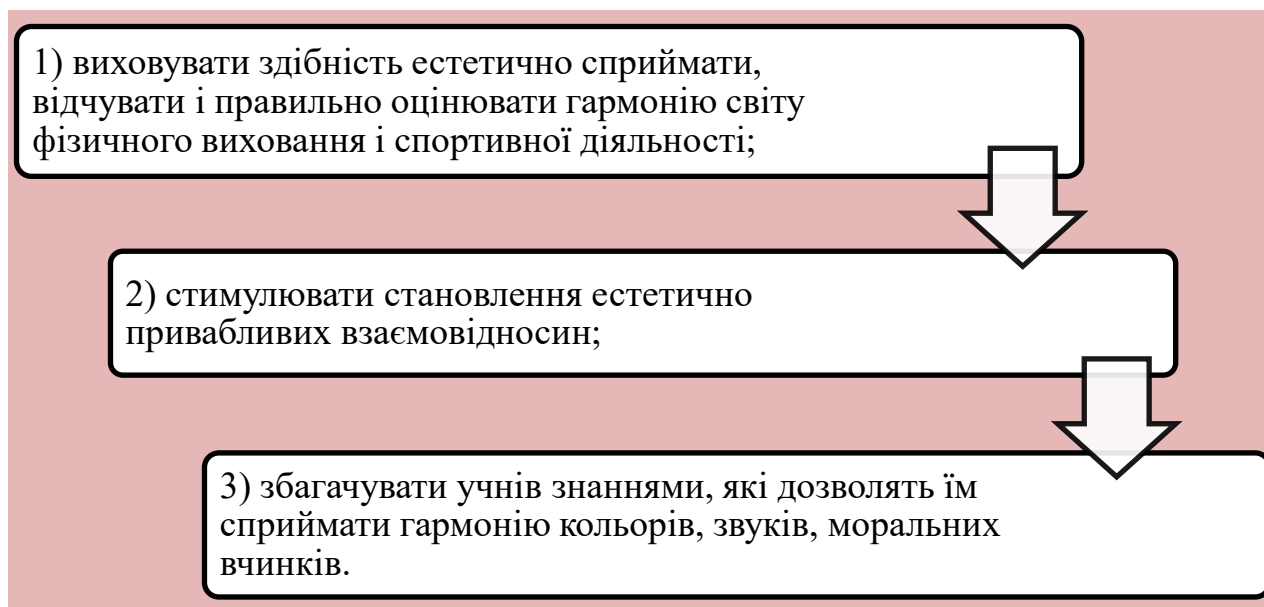 1) виховувати здібність естетично сприймати,
відчувати і правильно оцінювати гармонію світу
фізичного виховання і спортивної діяльності;
2) стимулювати становлення естетично
привабливих взаємовідносин;
3) збагачувати учнів знаннями, які дозволять їм
сприймати гармонію кольорів, звуків, моральних
вчинків.